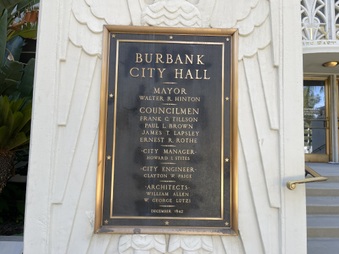 BURBANK
CITY HALL
MAYOR
WALTER R. HINTON
COUNCILMEN
FRANK C. TILLSON
PAUL L. BROWN
JAMES T. LAPSLEY
ERNEST R. ROTHE
·CITY MANAGER·
HOWARD I. STITES
·CITY ENGINEER·
CLAYTON W. PAIGE
·ARCHITECTS·
WILLIAM ALLEN
W. GEORGE LUTZI
DECEMBER